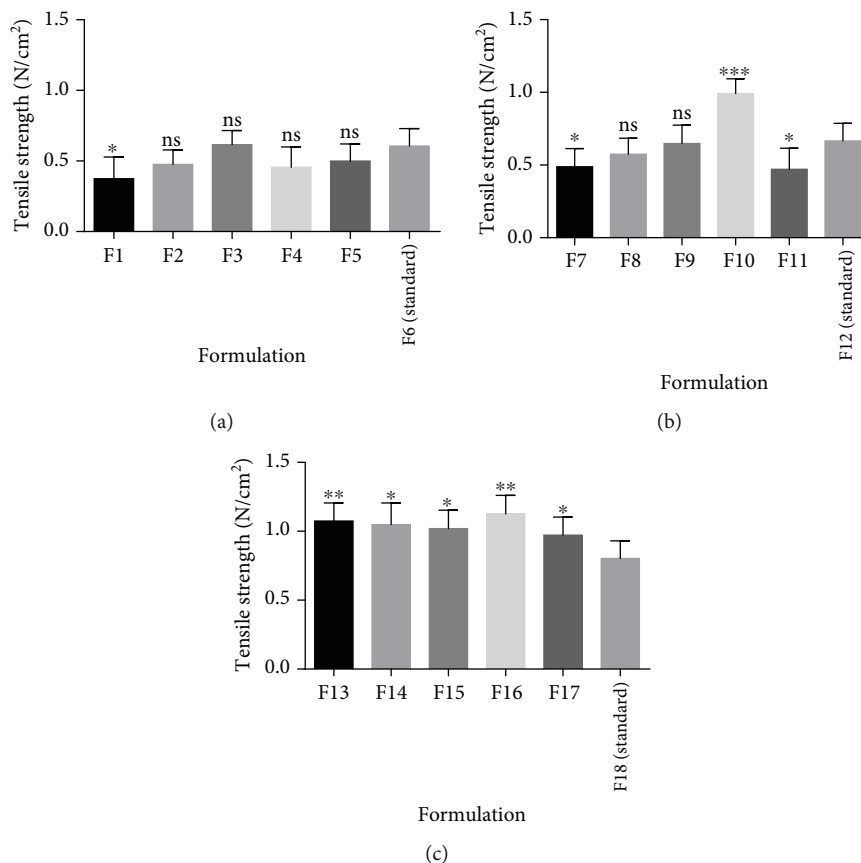 Tensile strength (N/cm²)
1.5
1.0
0.5
0.0
* ns ns ns ns
F1 F2 F3 F4 F5 F6 (standard)
Formulation
(a)
Tensile strength (N/cm²)
1.5
1.0
0.5
0.0
* ns ns *** *
F7 F8 F9 F10 F11 F12 (standard)
Formulation
(b)
Tensile strength (N/cm²)
1.5
1.0
0.5
0.0
** * * ** *
F13 F14 F15 F16 F17 F18 (standard)
Formulation
(c)